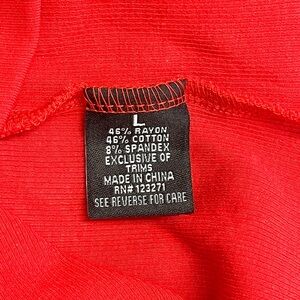 L
46% RAYON
46% COTTON
8% SPANDEX
EXCLUSIVE OF
TRIMS
MADE IN CHINA
RN# 123271
SEE REVERSE FOR CARE